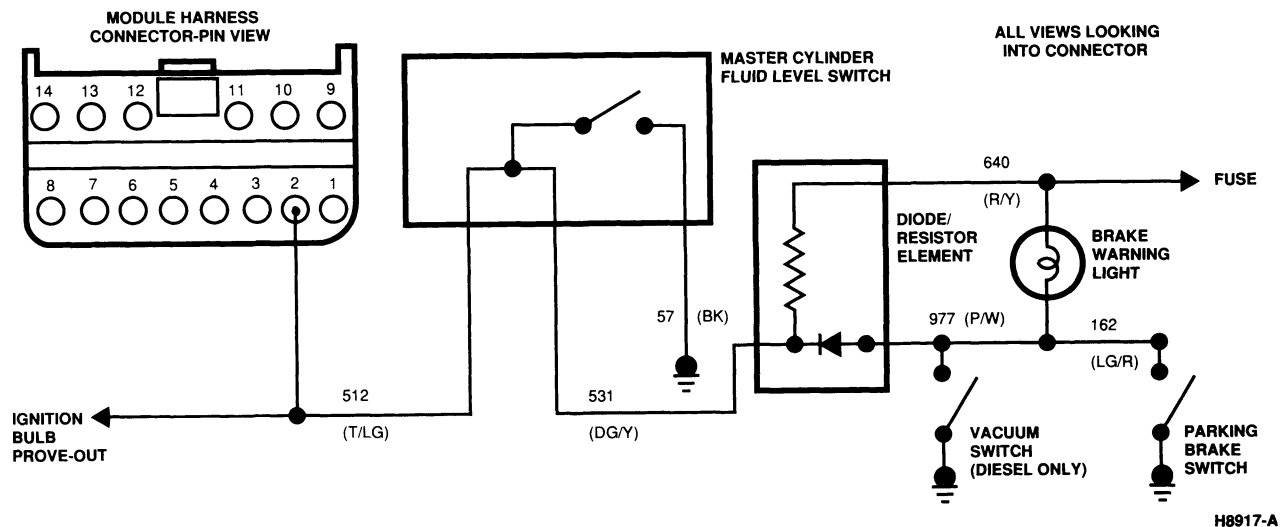 MODULE HARNESS
CONNECTOR-PIN VIEW
ALL VIEWS LOOKING
INTO CONNECTOR
MASTER CYLINDER
FLUID LEVEL SWITCH
14 13 12 11 10 9
8 7 6 5 4 3 2 1
640
(R/Y)
FUSE
DIODE/
RESISTOR
ELEMENT
BRAKE
WARNING
LIGHT
57 (BK)
977 (P/W)
162
(LG/R)
512
(T/LG)
531
(DG/Y)
IGNITION
BULB
PROVE-OUT
VACUUM
SWITCH
(DIESEL ONLY)
PARKING
BRAKE
SWITCH
H8917-A